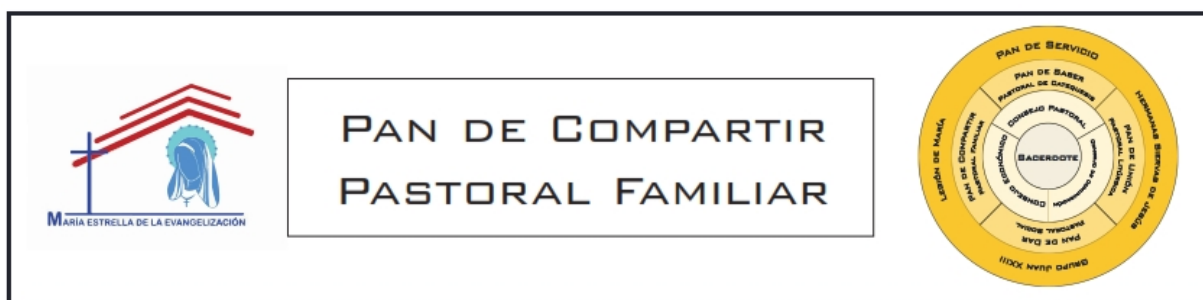 MARÍA ESTRELLA DE LA EVANGELIZACIÓN
PAN DE COMPARTIR
PASTORAL FAMILIAR
PAN DE SERVICIO
HERMANAS SIERVAS DE JESÚS
GRUPO JUAN XXIII
LEGIÓN DE MARÍA
PAN DE SABER
PASTORAL DE CATEQUESIS
PAN DE UNIÓN
PASTORAL LITÚRGICA
PAN DE DAR
PASTORAL SOCIAL
PAN DE COMPARTIR
PASTORAL FAMILIAR
CONSEJO PASTORAL
CONSEJO DE
CONSEJO ECONÓMICO
SACERDOTE